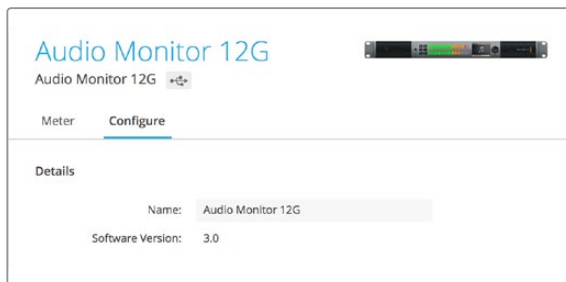 Audio Monitor 12G
Audio Monitor 12G
Meter Configure
Details
Name: Audio Monitor 12G
Software Version: 3.0